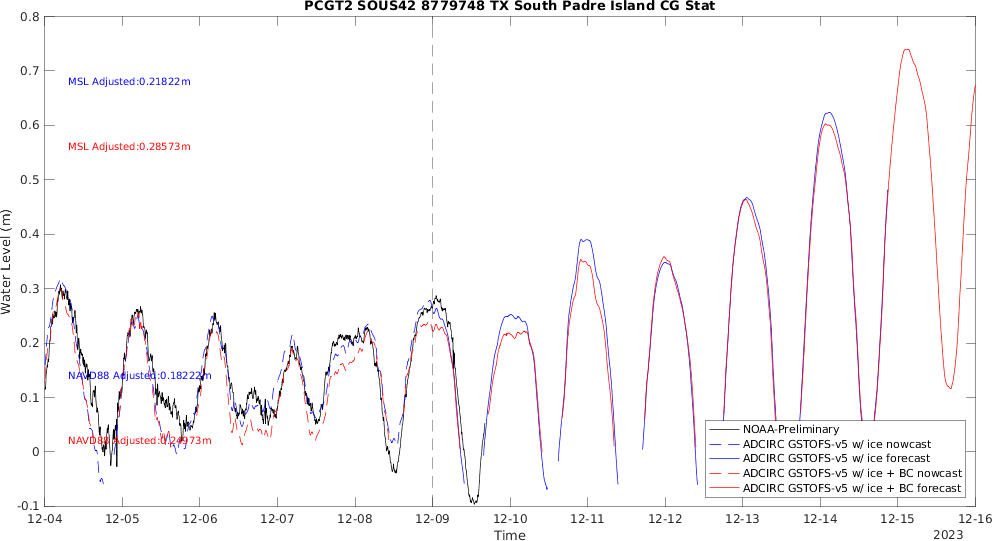 PCGT2 SOUS42 8779748 TX South Padre Island CG Stat
0.8
0.7
0.6
0.5
0.4
0.3
0.2
0.1
0
-0.1
Water Level (m)
MSL Adjusted:0.21822m
MSL Adjusted:0.28573m
NAVD88 Adjusted:0.18222m
NAVD88 Adjusted:0.24973m
NOAA-Preliminary
ADCIRC GSTOFS-v5 w/ ice nowcast
ADCIRC GSTOFS-v5 w/ ice forecast
ADCIRC GSTOFS-v5 w/ ice + BC nowcast
ADCIRC GSTOFS-v5 w/ ice + BC forecast
12-04 12-05 12-06 12-07 12-08 12-09 12-10 12-11 12-12 12-13 12-14 12-15 12-16
Time
2023